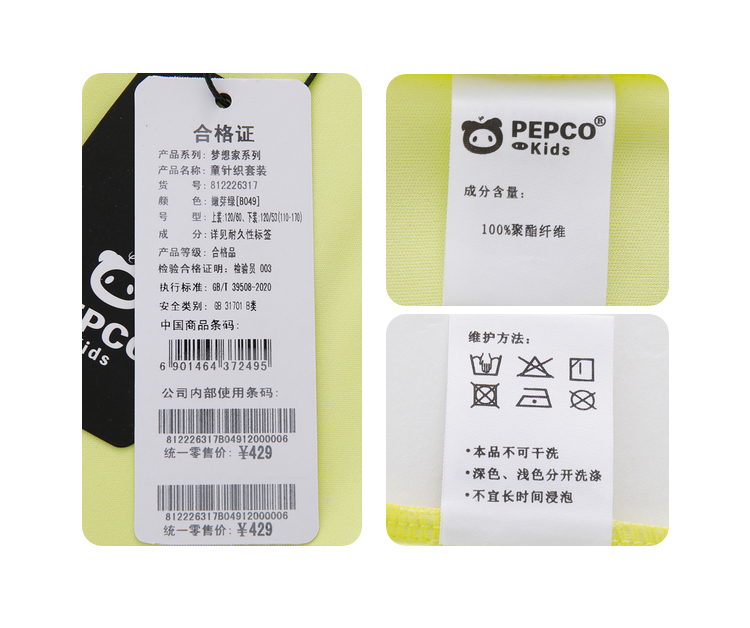 合格证
产品系列: 梦想家系列
产品名称: 童针织套装
货 号: 812226317
颜 色: 嫩芽绿[B049]
号 型: 上装:120/60、下装:120/53(110-170)
成 分: 详见耐久性标签
产品等级: 合格品
检验合格证明: 检验员 003
执行标准: GB/T 39508-2020
安全类别: GB 31701 B类
中国商品条码:
6 901464 372495
公司内部使用条码:
812226317B04912000006
统一零售价: ¥429
812226317B04912000006
统一零售价: ¥429
PEPCO
Kids
PEPCO®
Kids
成分含量:
100%聚酯纤维
维护方法:
·本品不可干洗
·深色、浅色分开洗涤
·不宜长时间浸泡